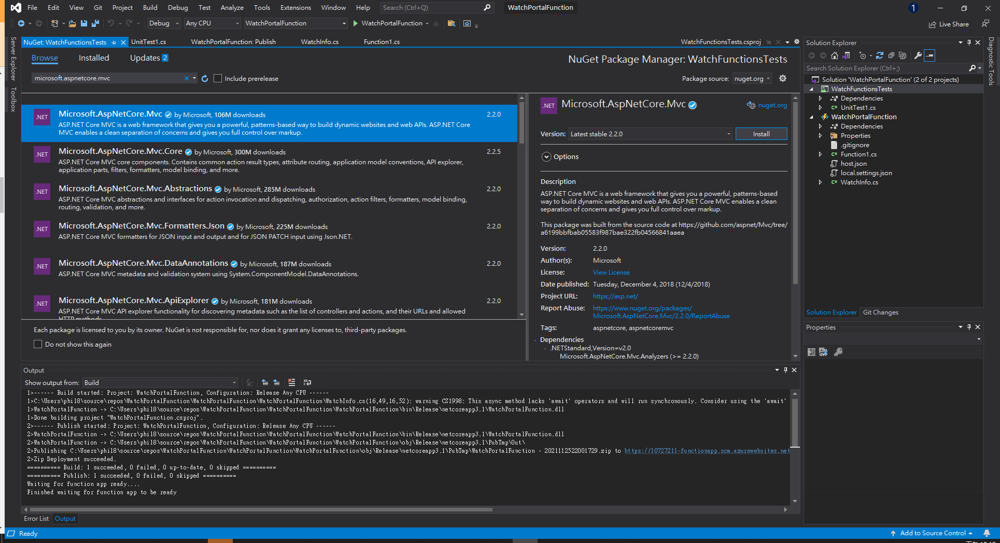 File Edit View Git Project Build Debug Test Analyze Tools Extensions Window Help Search (Ctrl+Q) WatchPortalFunction 1
Debug Any CPU WatchPortalFunction WatchPortalFunction Live Share
NuGet: WatchFunctionsTests UnitTest1.cs WatchPortalFunction: Publish WatchInfo.cs Function1.cs WatchFunctionsTests.csproj
Server Explorer
Toolbox
Browse Installed Updates 2
NuGet Package Manager: WatchFunctionsTests
microsoft.aspnetcore.mvc Include prerelease Package source: nuget.org
.NET Microsoft.AspNetCore.Mvc by Microsoft, 106M downloads 2.2.0
ASP.NET Core MVC is a web framework that gives you a powerful, patterns-based way to build dynamic websites and web APIs. ASP.NET Core
MVC enables a clean separation of concerns and gives you full control over markup.
.NET Microsoft.AspNetCore.Mvc.Core by Microsoft, 300M downloads 2.2.5
ASP.NET Core MVC core components. Contains common action result types, attribute routing, application model conventions, API explorer,
application parts, filters, formatters, model binding, and more.
.NET Microsoft.AspNetCore.Mvc.Abstractions by Microsoft, 285M downloads 2.2.0
ASP.NET Core MVC abstractions and interfaces for action invocation and dispatching, authorization, action filters, formatters, model binding,
routing, validation, and more.
.NET Microsoft.AspNetCore.Mvc.Formatters.Json by Microsoft, 225M downloads 2.2.0
ASP.NET Core MVC formatters for JSON input and output and for JSON PATCH input using Json.NET.
.NET Microsoft.AspNetCore.Mvc.DataAnnotations by Microsoft, 187M downloads 2.2.0
ASP.NET Core MVC metadata and validation system using System.ComponentModel.DataAnnotations.
.NET Microsoft.AspNetCore.Mvc.ApiExplorer by Microsoft, 181M downloads 2.2.0
ASP.NET Core MVC API explorer functionality for discovering metadata such as the list of controllers and actions, and their URLs and allowed
HTTP methods.
Each package is licensed to you by its owner. NuGet is not responsible for, nor does it grant any licenses to, third-party packages.
Do not show this again
.NET Microsoft.AspNetCore.Mvc nuget.org
Version: Latest stable 2.2.0 Install
Options
Description
ASP.NET Core MVC is a web framework that gives you a powerful, patterns-based
way to build dynamic websites and web APIs. ASP.NET Core MVC enables a clean
separation of concerns and gives you full control over markup.
This package was built from the source code at https://github.com/aspnet/Mvc/tree/
a6199bbfbab05583f987bae322fb04566841aaea
Version: 2.2.0
Author(s): Microsoft
License: View License
Date published: Tuesday, December 4, 2018 (12/4/2018)
Project URL: https://asp.net/
Report Abuse: https://www.nuget.org/packages/
Microsoft.AspNetCore.Mvc/2.2.0/ReportAbuse
Tags: aspnetcore, aspnetcoremvc
Dependencies
.NETStandard,Version=v2.0
Microsoft.AspNetCore.Mvc.Analyzers (>= 2.2.0)
Output
Show output from: Build
1>------ Build started: Project: WatchPortalFunction, Configuration: Release Any CPU ------
1>C:\Users\phil8\source\repos\WatchPortalFunction\WatchPortalFunction\WatchPortalFunction\WatchInfo.cs(16,49,16,52): warning CS1998: This async method lacks 'await' operators and will run synchronously. Consider using the 'await'
1>WatchPortalFunction -> C:\Users\phil8\source\repos\WatchPortalFunction\WatchPortalFunction\WatchPortalFunction\bin\Release\netcoreapp3.1\WatchPortalFunction.dll
1>Done building project "WatchPortalFunction.csproj".
2>------ Publish started: Project: WatchPortalFunction, Configuration: Release Any CPU ------
2>WatchPortalFunction -> C:\Users\phil8\source\repos\WatchPortalFunction\WatchPortalFunction\WatchPortalFunction\bin\Release\netcoreapp3.1\WatchPortalFunction.dll
2>WatchPortalFunction -> C:\Users\phil8\source\repos\WatchPortalFunction\WatchPortalFunction\WatchPortalFunction\obj\Release\netcoreapp3.1\PubTmp\Out\
2>Publishing C:\Users\phil8\source\repos\WatchPortalFunction\WatchPortalFunction\WatchPortalFunction\obj\Release\netcoreapp3.1\PubTmp\WatchPortalFunction - 20211125220017​29.zip to https://10727211-functionapp.scm.azurewebsites.net
2>Zip Deployment succeeded.
========== Build: 1 succeeded, 0 failed, 0 up-to-date, 0 skipped ==========
========== Publish: 1 succeeded, 0 failed, 0 skipped ==========
Waiting for function app ready....
Finished waiting for function app to be ready
Error List Output
Solution Explorer
Search Solution Explorer (Ctrl+;)
Solution 'WatchPortalFunction' (2 of 2 projects)
WatchFunctionsTests
Dependencies
C# UnitTest1.cs
WatchPortalFunction
Dependencies
Properties
.gitignore
C# Function1.cs
host.json
local.settings.json
C# WatchInfo.cs
Solution Explorer Git Changes
Properties
Diagnostic Tools
Ready Add to Source Control